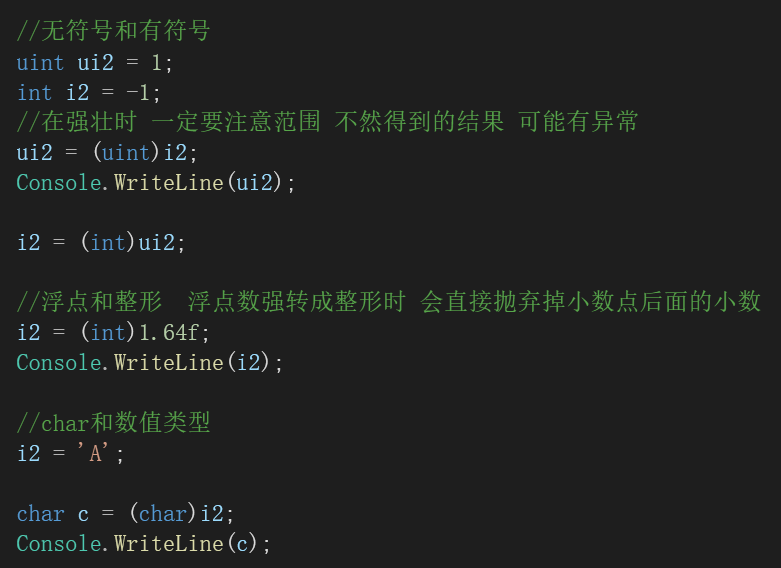 //无符号和有符号
uint ui2 = 1;
int i2 = -1;
//在强壮时 一定要注意范围 不然得到的结果 可能有异常
ui2 = (uint)i2;
Console.WriteLine(ui2);
i2 = (int)ui2;
//浮点和整形  浮点数强转成整形时 会直接抛弃掉小数点后面的小数
i2 = (int)1.64f;
Console.WriteLine(i2);
//char和数值类型
i2 = 'A';
char c = (char)i2;
Console.WriteLine(c);